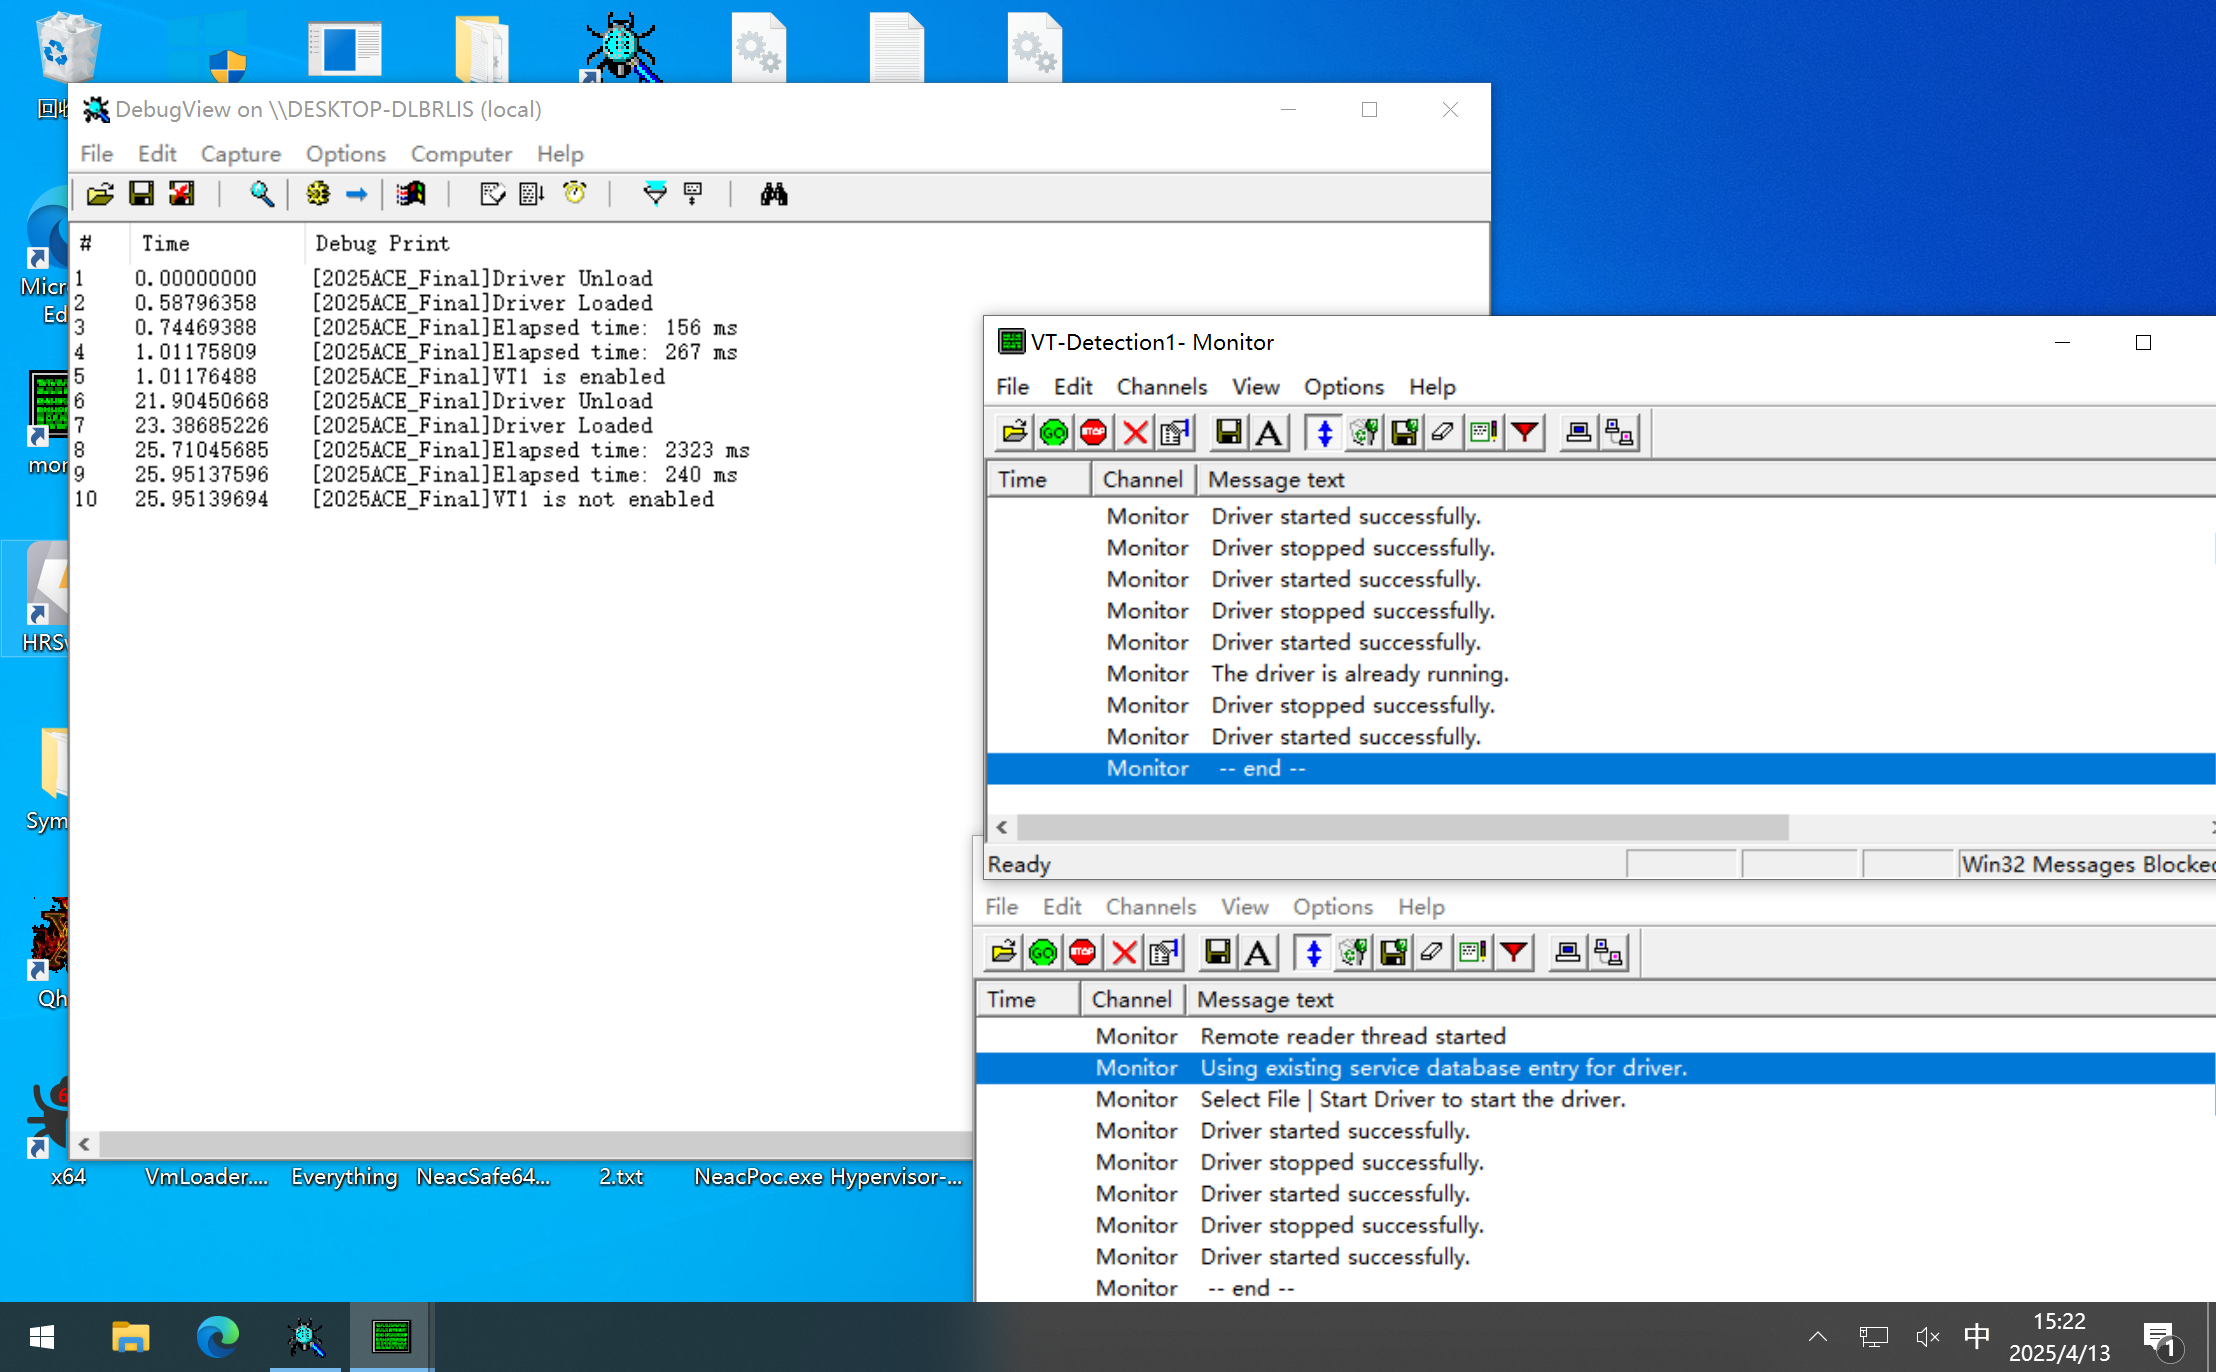 DebugView on \\DESKTOP-DLBRLIS (local)
File Edit Capture Options Computer Help
# Time Debug Print
1 0.00000000 [2025ACE_Final]Driver Unload
2 0.58796358 [2025ACE_Final]Driver Loaded
3 0.74469388 [2025ACE_Final]Elapsed time: 156 ms
4 1.01175809 [2025ACE_Final]Elapsed time: 267 ms
5 1.01176488 [2025ACE_Final]VT1 is enabled
6 21.90450668 [2025ACE_Final]Driver Unload
7 23.38685226 [2025ACE_Final]Driver Loaded
8 25.71045685 [2025ACE_Final]Elapsed time: 2323 ms
9 25.95137596 [2025ACE_Final]Elapsed time: 240 ms
10 25.95139694 [2025ACE_Final]VT1 is not enabled
回收
Micr
Ed
mon
HRSw
Sym
Qh
x64
VmLoader....
Everything
NeacSafe64...
2.txt
NeacPoc.exe
Hypervisor-...
VT-Detection1- Monitor
File Edit Channels View Options Help
GO STOP A
Time Channel Message text
Monitor Driver started successfully.
Monitor Driver stopped successfully.
Monitor Driver started successfully.
Monitor Driver stopped successfully.
Monitor Driver started successfully.
Monitor The driver is already running.
Monitor Driver stopped successfully.
Monitor Driver started successfully.
Monitor -- end --
Ready Win32 Messages Blocked
File Edit Channels View Options Help
GO STOP A
Time Channel Message text
Monitor Remote reader thread started
Monitor Using existing service database entry for driver.
Monitor Select File | Start Driver to start the driver.
Monitor Driver started successfully.
Monitor Driver stopped successfully.
Monitor Driver started successfully.
Monitor Driver stopped successfully.
Monitor Driver started successfully.
Monitor -- end --
中
15:22
2025/4/13
1